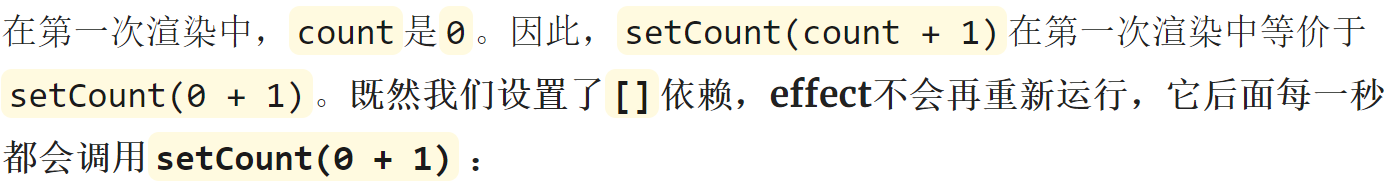 在第一次渲染中，count是0。因此，setCount(count + 1)在第一次渲染中等价于
setCount(0 + 1)。既然我们设置了[]依赖，effect不会再重新运行，它后面每一秒
都会调用setCount(0 + 1)：